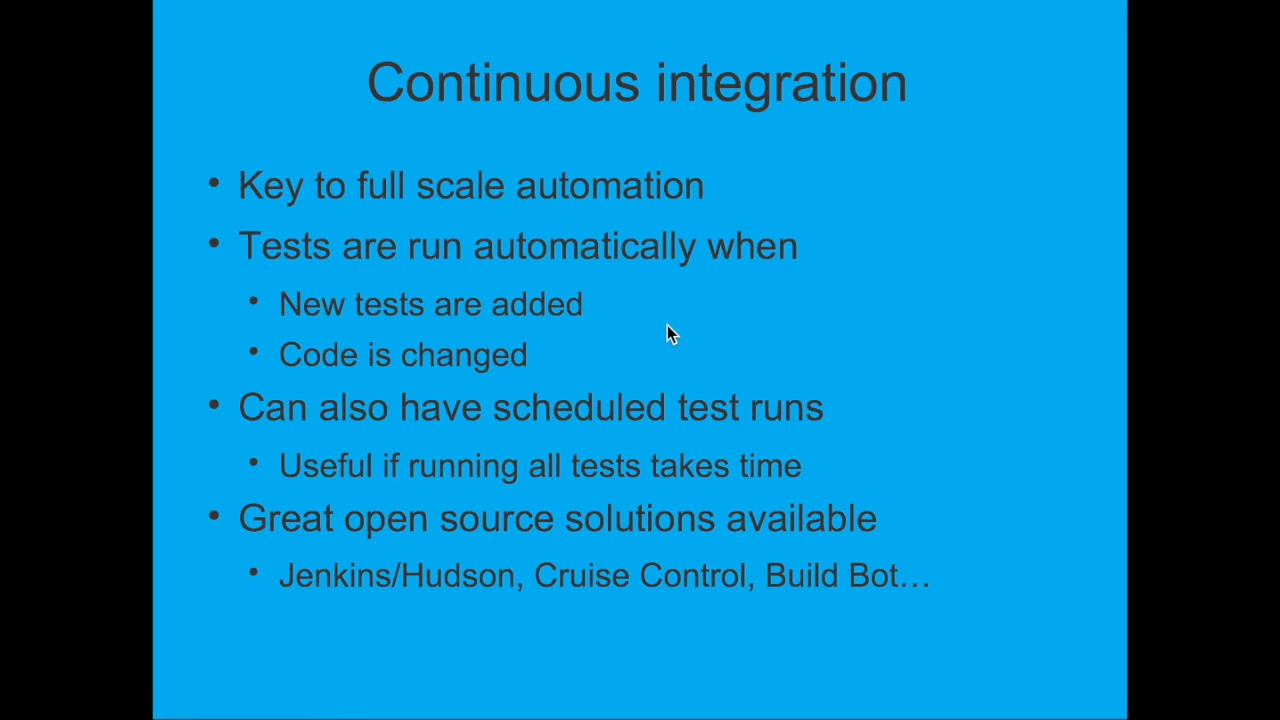 Continuous integration
• Key to full scale automation
• Tests are run automatically when
• New tests are added
• Code is changed
• Can also have scheduled test runs
• Useful if running all tests takes time
• Great open source solutions available
• Jenkins/Hudson, Cruise Control, Build Bot…